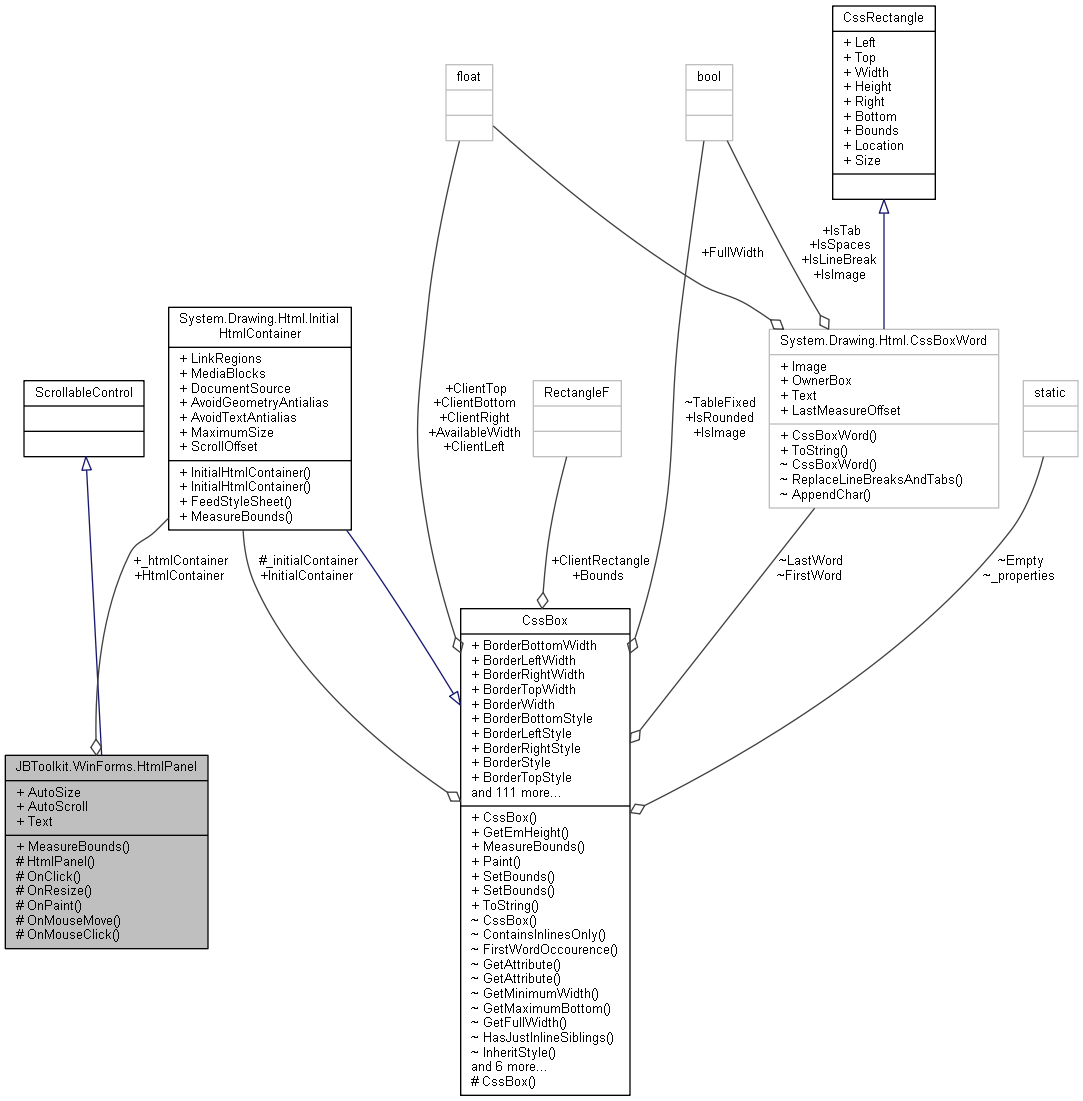 CssRectangle
+ Left
+ Top
+ Width
+ Height
+ Right
+ Bottom
+ Bounds
+ Location
+ Size
float
bool
+IsTab
+IsSpaces
+IsLineBreak
+IsImage
+FullWidth
System.Drawing.Html.Initial
HtmlContainer
+ LinkRegions
+ MediaBlocks
+ DocumentSource
+ AvoidGeometryAntialias
+ AvoidTextAntialias
+ MaximumSize
+ ScrollOffset
+ InitialHtmlContainer()
+ InitialHtmlContainer()
+ FeedStyleSheet()
+ MeasureBounds()
System.Drawing.Html.CssBoxWord
+ Image
+ OwnerBox
+ Text
+ LastMeasureOffset
+ CssBoxWord()
+ ToString()
~ CssBoxWord()
~ ReplaceLineBreaksAndTabs()
~ AppendChar()
ScrollableControl
+ClientTop
+ClientBottom
+ClientRight
+AvailableWidth
+ClientLeft
RectangleF
~TableFixed
+IsRounded
+IsImage
static
+_htmlContainer
+HtmlContainer
#_initialContainer
+InitialContainer
+ClientRectangle
+Bounds
~LastWord
~FirstWord
~Empty
~_properties
CssBox
+ BorderBottomWidth
+ BorderLeftWidth
+ BorderRightWidth
+ BorderTopWidth
+ BorderWidth
+ BorderBottomStyle
+ BorderLeftStyle
+ BorderRightStyle
+ BorderStyle
+ BorderTopStyle
and 111 more...
+ CssBox()
+ GetEmHeight()
+ MeasureBounds()
+ Paint()
+ SetBounds()
+ SetBounds()
+ ToString()
~ CssBox()
~ ContainsInlinesOnly()
~ FirstWordOccourence()
~ GetAttribute()
~ GetAttribute()
~ GetMinimumWidth()
~ GetMaximumBottom()
~ GetFullWidth()
~ HasJustInlineSiblings()
~ InheritStyle()
and 6 more...
# CssBox()
JBToolkit.WinForms.HtmlPanel
+ AutoSize
+ AutoScroll
+ Text
+ MeasureBounds()
# HtmlPanel()
# OnClick()
# OnResize()
# OnPaint()
# OnMouseMove()
# OnMouseClick()